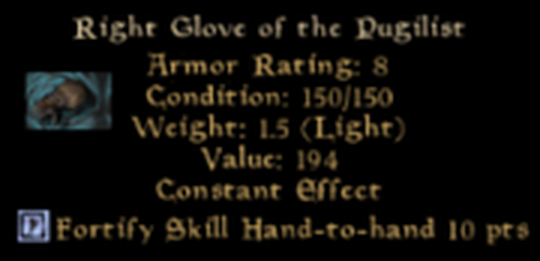 Right Glove of the Pugilist
Armor Rating: 8
Condition: 150/150
Weight: 1.5 (Light)
Value: 194
Constant Effect
Fortify Skill Hand-to-hand 10 pts